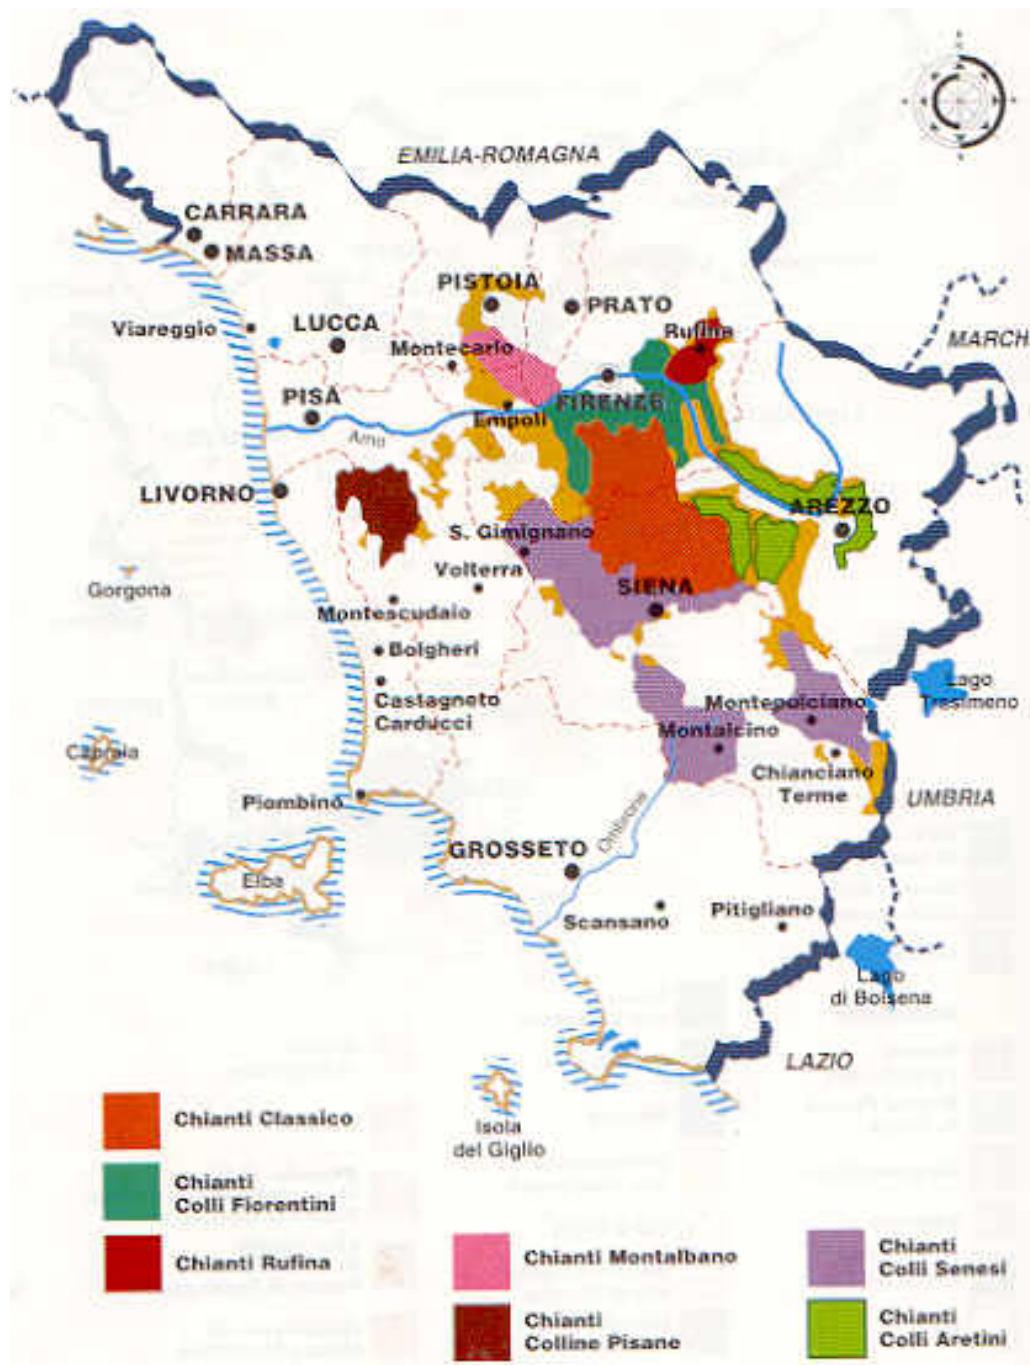 EMILIA-ROMAGNA
CARRARA
MASSA
PISTOIA
PRATO
Viareggio
LUCCA
Rufina
MARCH
Montecarlo
PISA
FIRENZE
Empoli
Arno
LIVORNO
AREZZO
S. Gimignano
Volterra
SIENA
Gorgona
Montescudaio
Bolgheri
Castagneto
Carducci
Lago
Trasimeno
Montepolciano
Montalcino
Capraia
Chianciano
Terme
Piombino
UMBRIA
Ombrone
GROSSETO
Elba
Scansano
Pitigliano
Lago
di Bolsena
LAZIO
Isola
del Giglio
Chianti Classico
Chianti
Colli Fiorentini
Chianti Rufina
Chianti Montalbano
Chianti
Colline Pisane
Chianti
Colli Senesi
Chianti
Colli Aretini